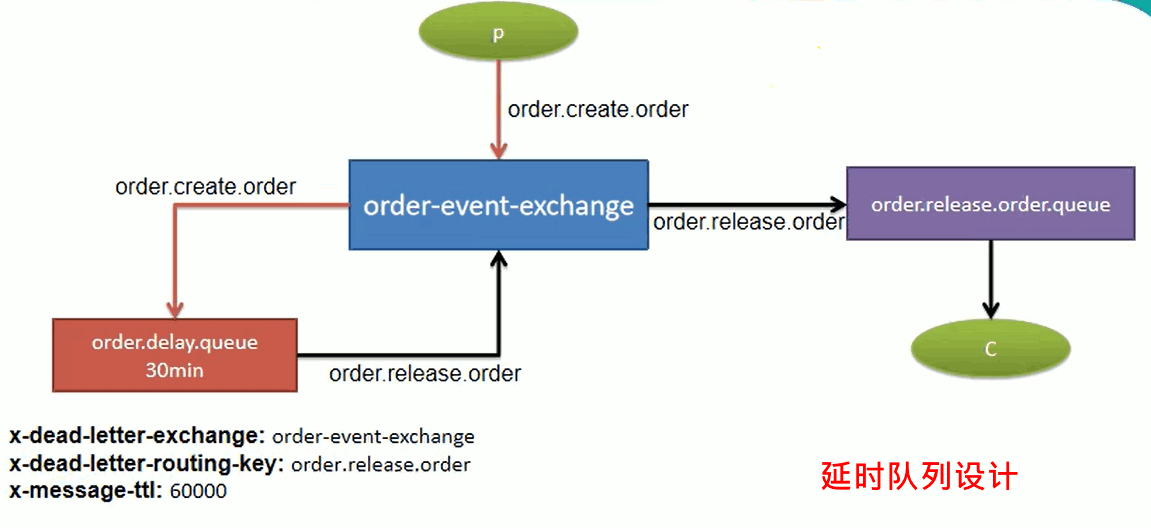 p
order.create.order
order.create.order
order-event-exchange
order.release.order
order.release.order.queue
order.delay.queue
30min
order.release.order
C
x-dead-letter-exchange: order-event-exchange
x-dead-letter-routing-key: order.release.order
x-message-ttl: 60000
延时队列设计